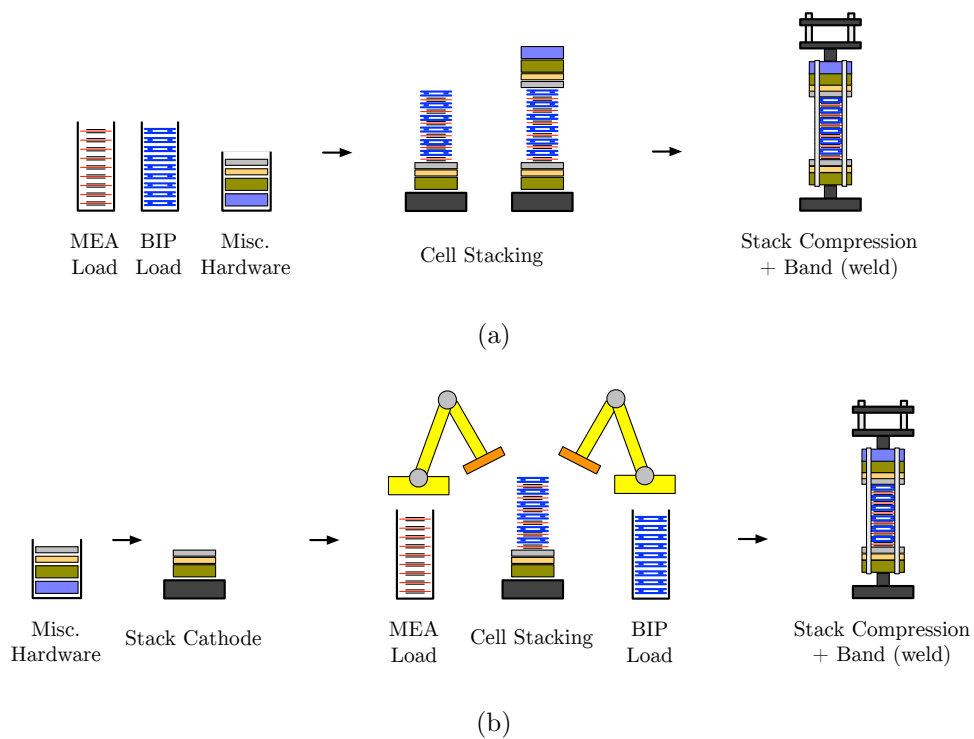 MEA
Load
BIP
Load
Misc.
Hardware
Cell Stacking
Stack Compression
+ Band (weld)
(a)
Misc.
Hardware
Stack Cathode
MEA
Load
Cell Stacking
BIP
Load
Stack Compression
+ Band (weld)
(b)